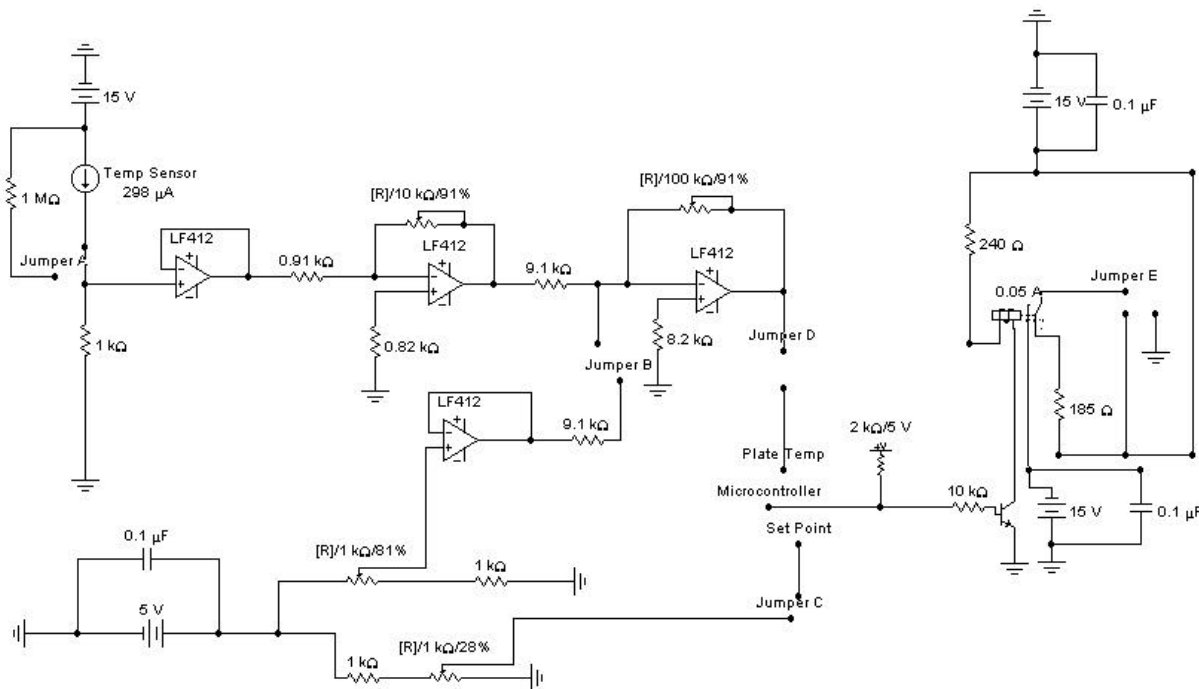 15 V
15 V
0.1 µF
Temp Sensor
298 µA
1 MΩ
[R]/10 kΩ/91%
[R]/100 kΩ/91%
240 Ω
Jumper A
LF412
0.91 kΩ
LF412
9.1 kΩ
LF412
Jumper E
0.05 A
1 kΩ
0.82 kΩ
8.2 kΩ
Jumper D
Jumper B
LF412
9.1 kΩ
185 Ω
2 kΩ/5 V
+V
Plate Temp
Microcontroller
10 kΩ
15 V
0.1 µF
Set Point
0.1 µF
[R]/1 kΩ/81%
1 kΩ
Jumper C
5 V
[R]/1 kΩ/28%
1 kΩ